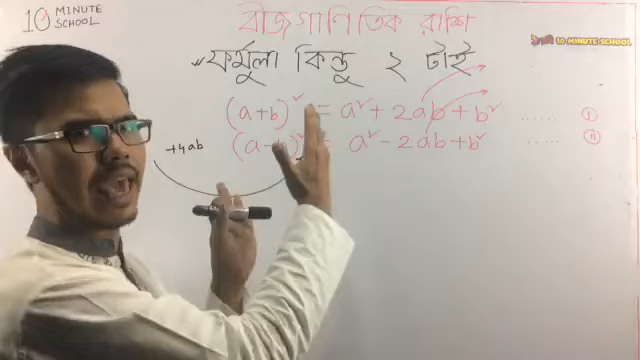 10 MINUTE SCHOOL
বীজগাণিতিক রাশি
10 MINUTE SCHOOL
ফর্মুলা কিন্তু ২ টাই
(a+b)² = a² + 2ab + b² ...... (i)
+4ab (a-b)² = a² - 2ab + b² ...... (ii)